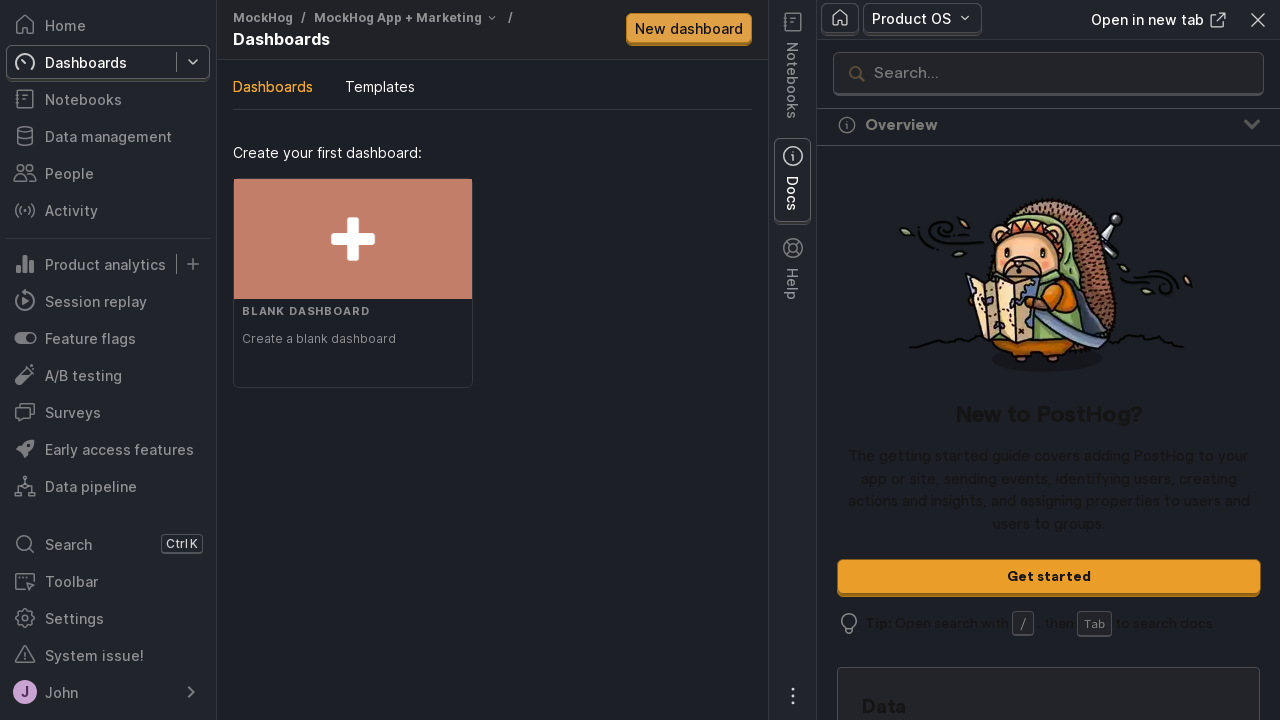 Home
Dashboards
Notebooks
Data management
People
Activity
Product analytics
Session replay
Feature flags
A/B testing
Surveys
Early access features
Data pipeline
Search Ctrl K
Toolbar
Settings
System issue!
J John
MockHog / MockHog App + Marketing /
Dashboards
New dashboard
Dashboards Templates
Create your first dashboard:
BLANK DASHBOARD
Create a blank dashboard
Notebooks
Docs
Help
Product OS
Open in new tab
Search...
Overview
New to PostHog?
The getting started guide covers adding PostHog to your
app or site, sending events, identifying users, creating
actions and insights, and assigning properties to users and
users to groups.
Get started
Tip: Open search with / , then Tab to search docs
Data